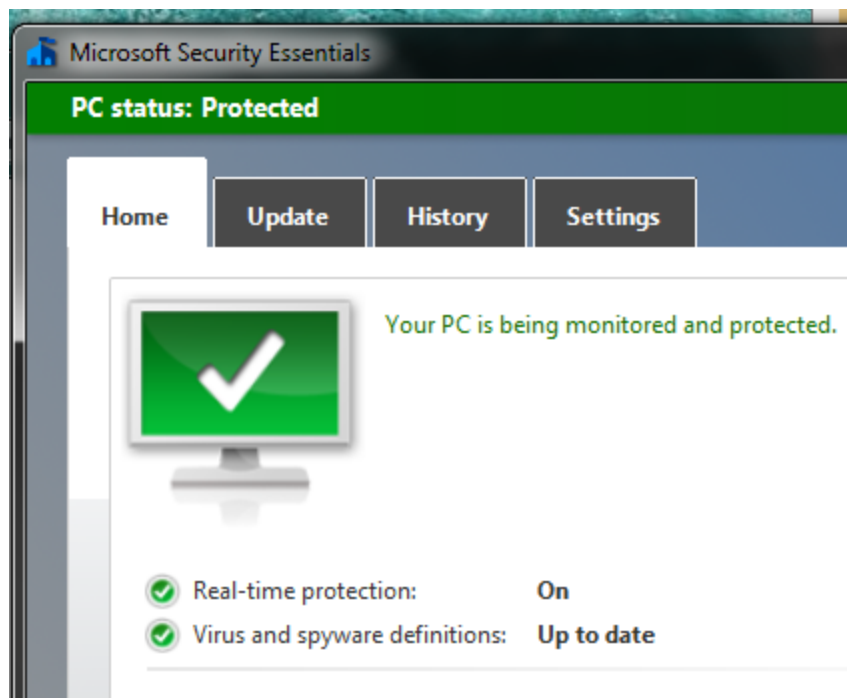 Microsoft Security Essentials
PC status: Protected
Home Update History Settings
Your PC is being monitored and protected.
Real-time protection: On
Virus and spyware definitions: Up to date